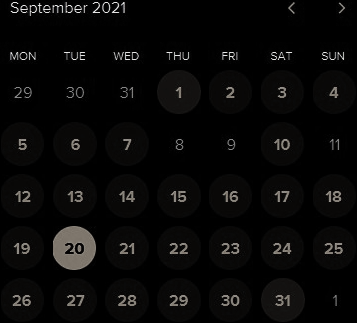 September 2021
MON TUE WED THU FRI SAT SUN
29 30 31 1 2 3 4
5 6 7 8 9 10 11
12 13 14 15 16 17 18
19 20 21 22 23 24 25
26 27 28 29 30 31 1